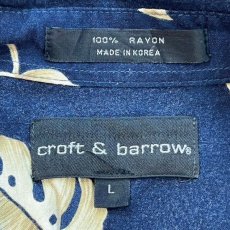 100% RAYON
MADE IN KOREA
croft & barrow®
L